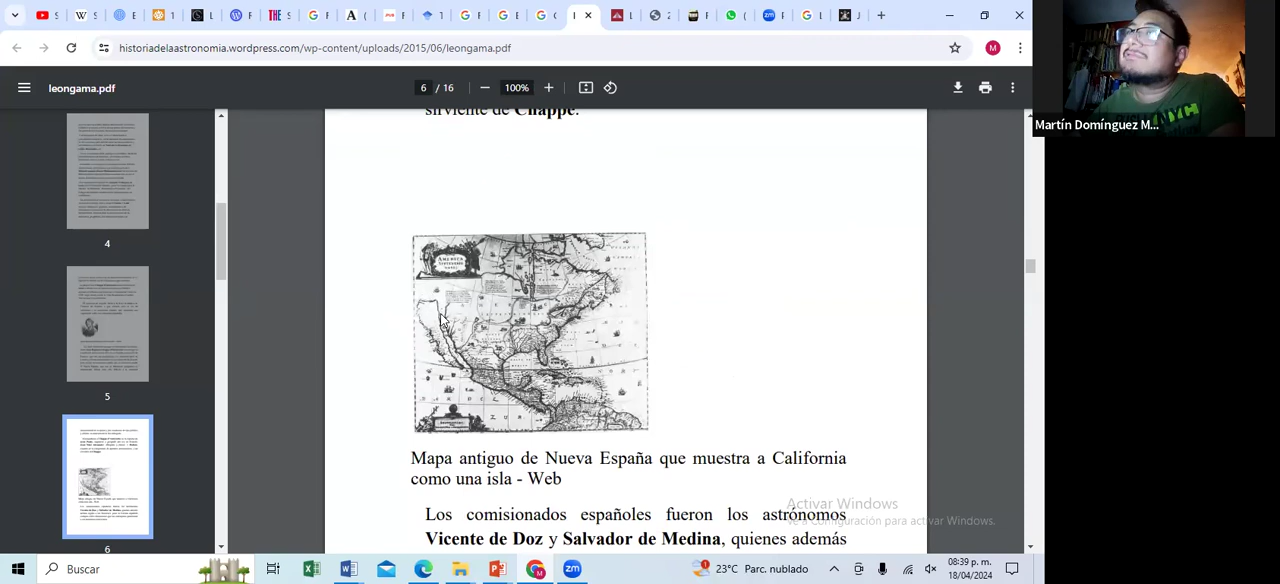 historiadelaastronomia.wordpress.com/wp-content/uploads/2015/06/leongama.pdf
M
leongama.pdf
6 / 16
100%
Martín Domínguez M...
sirviente de Chappe.
4
5
6
AMERICA
Mapa antiguo de Nueva España que muestra a California
como una isla - Web
Los comisionados españoles fueron los astrónomos
Vicente de Doz y Salvador de Medina, quienes además
Activar Windows
Ve a Configuración para activar Windows.
Buscar
23°C Parc. nublado
08:39 p. m.
18/04/2024